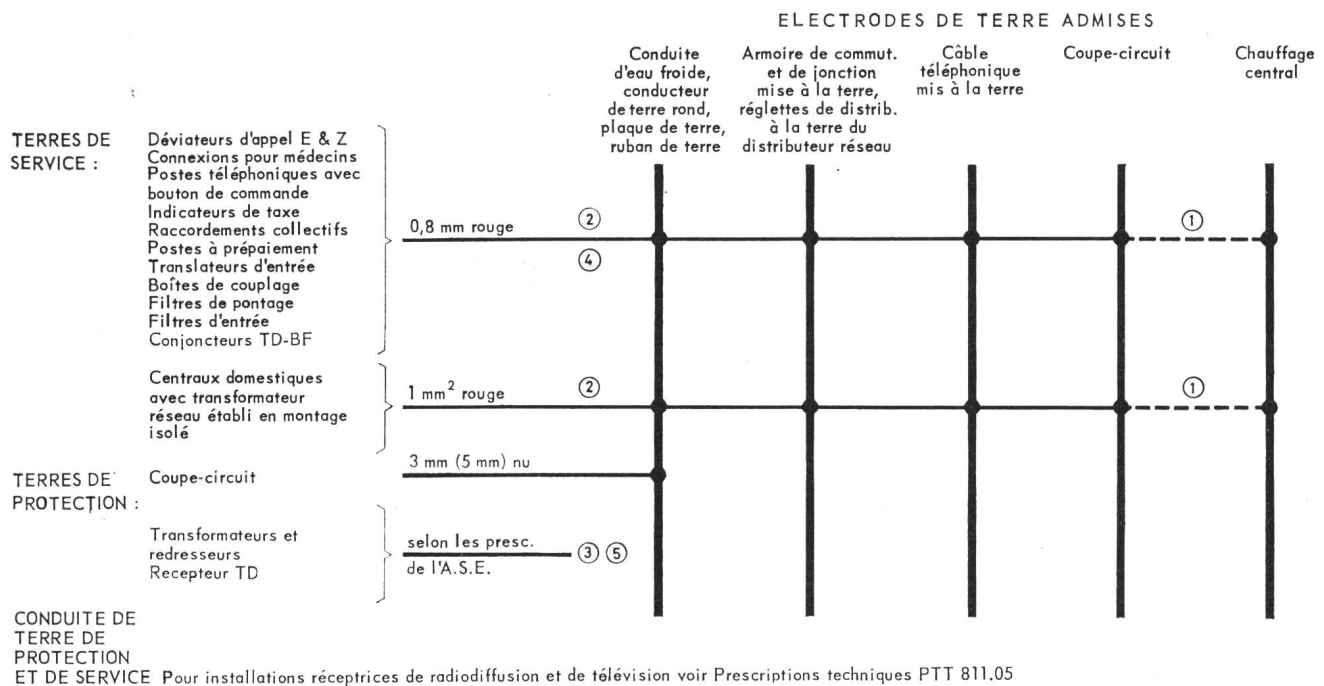 ELECTRODES DE TERRE ADMISES
Conduite
d'eau froide,
conducteur
de terre rond,
plaque de terre,
ruban de terre
Armoire de commut.
et de jonction
mise à la terre,
réglettes de distrib.
à la terre du
distributeur réseau
Câble
téléphonique
mis à la terre
Coupe-circuit
Chauffage
central
TERRES DE
SERVICE :
Déviateurs d'appel E & Z
Connexions pour médecins
Postes téléphoniques avec
bouton de commande
Indicateurs de taxe
Raccordements collectifs
Postes à prépaiement
Translateurs d'entrée
Boîtes de couplage
Filtres de pontage
Filtres d'entrée
Conjoncteurs TD-BF
0,8 mm rouge
②
④
①
Centraux domestiques
avec transformateur
réseau établi en montage
isolé
1 mm² rouge
②
①
TERRES DE
PROTECTION :
Coupe-circuit
3 mm (5 mm) nu
Transformateurs et
redresseurs
Recepteur TD
selon les presc.
de l'A.S.E.
③ ⑤
CONDUITE DE
TERRE DE
PROTECTION
ET DE SERVICE Pour installations réceptrices de radiodiffusion et de télévision voir Prescriptions techniques PTT 811.05